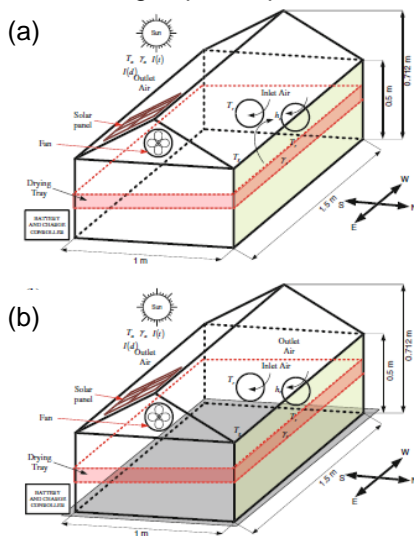 (a)
Sun
I(t)
I(d)
Outlet
Air
Solar
panel
Inlet Air
Fan
Drying
Tray
BATTERY
AND CHARGE
CONTROLLER
1 m
1.5 m
0.5 m
0.712 m
W
S
N
E
(b)
Sun
I(t)
I(d)
Outlet
Air
Outlet
Air
Inlet Air
Solar
panel
Fan
Drying
Tray
BATTERY
AND CHARGE
CONTROLLER
1 m
1.5 m
0.5 m
0.712 m
W
S
N
E